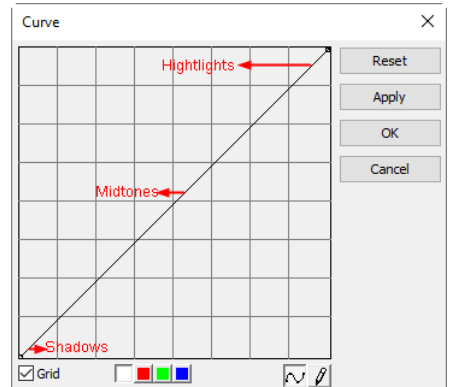 Curve
Hightlights
Reset
Apply
OK
Midtones
Cancel
Shadows
Grid